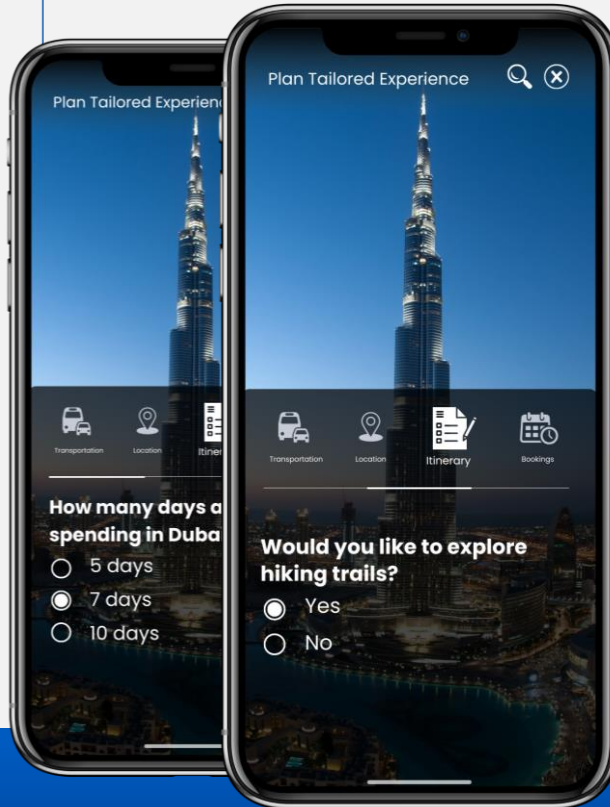 Plan Tailored Experien
Transportation
Location
Itiner
How many days a
spending in Duba
5 days
7 days
10 days
Plan Tailored Experience
Transportation
Location
Itinerary
Bookings
Would you like to explore
hiking trails?
Yes
No